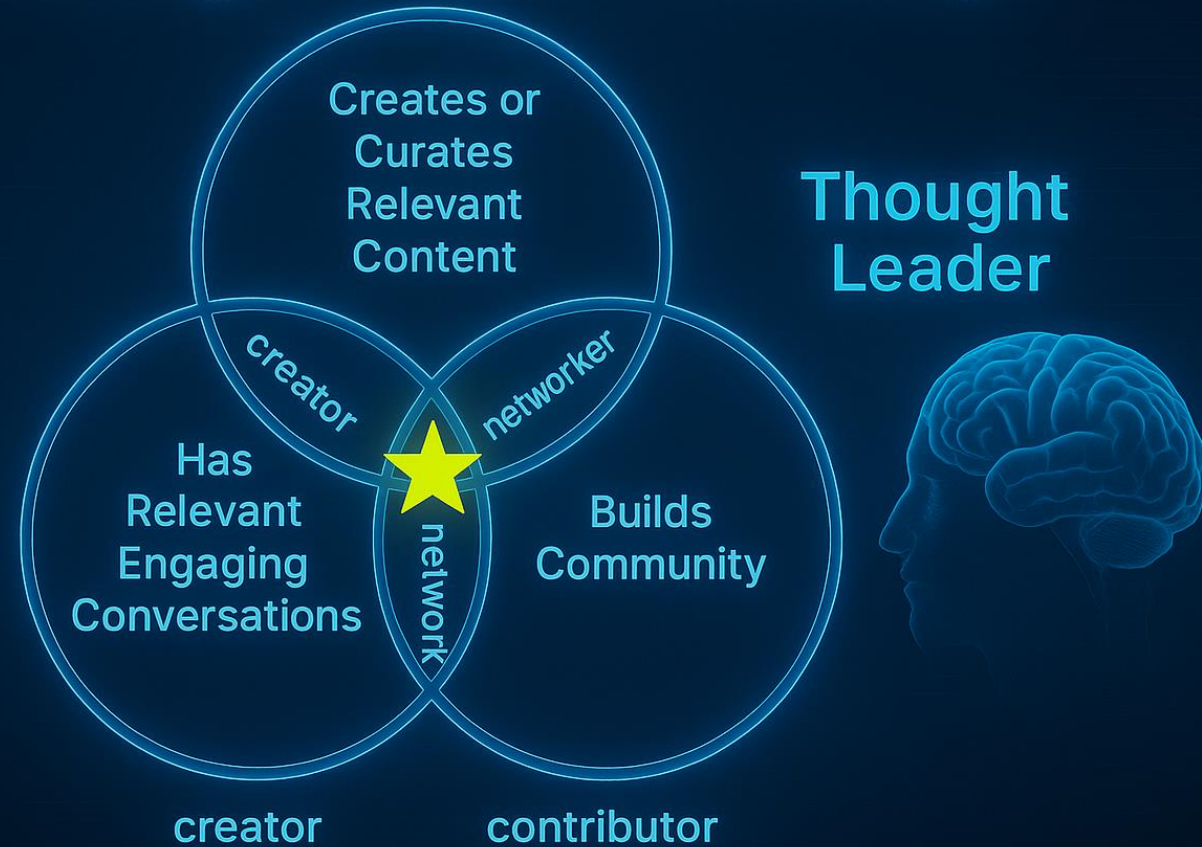 Creates or
Curates
Relevant
Content
Thought
Leader
creator
networker
Has
Relevant
Engaging
Conversations
network
Builds
Community
creator
contributor